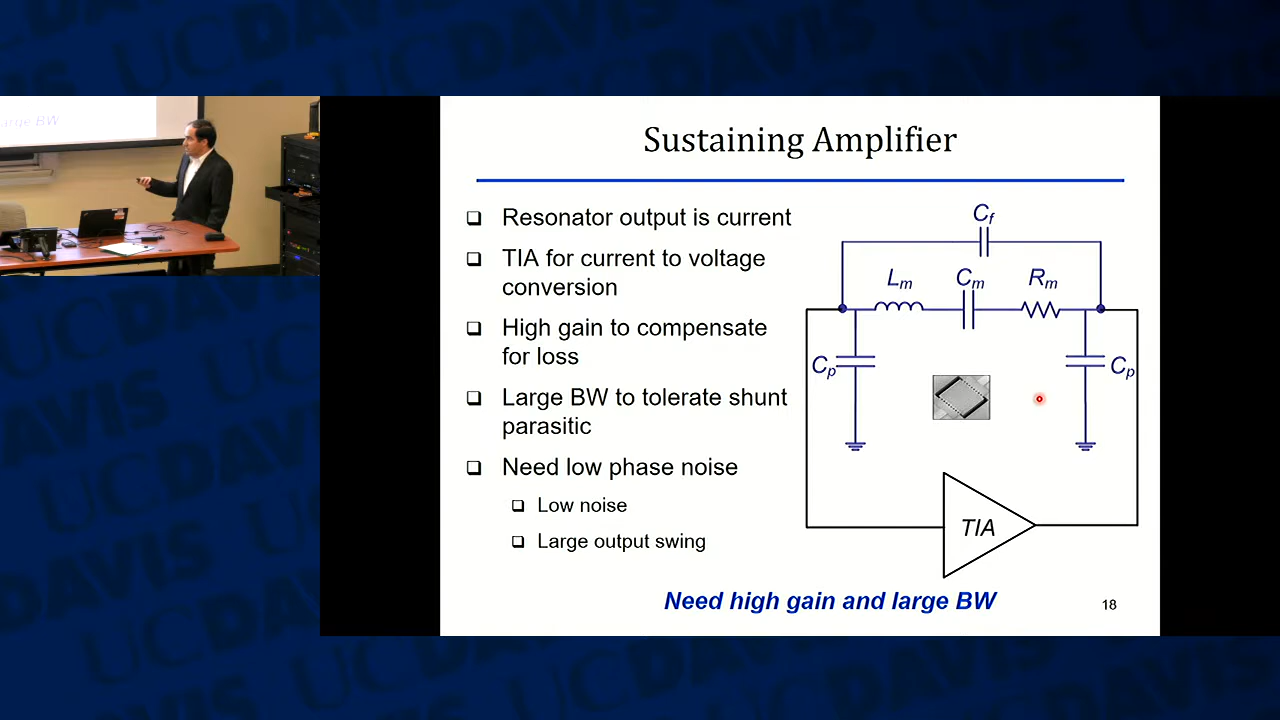 UC DAVIS
large BW
Sustaining Amplifier
Resonator output is current
TIA for current to voltage
conversion
High gain to compensate
for loss
Large BW to tolerate shunt
parasitic
Need low phase noise
Low noise
Large output swing
Cf
Lm
Cm
Rm
Cp
Cp
TIA
Need high gain and large BW
18